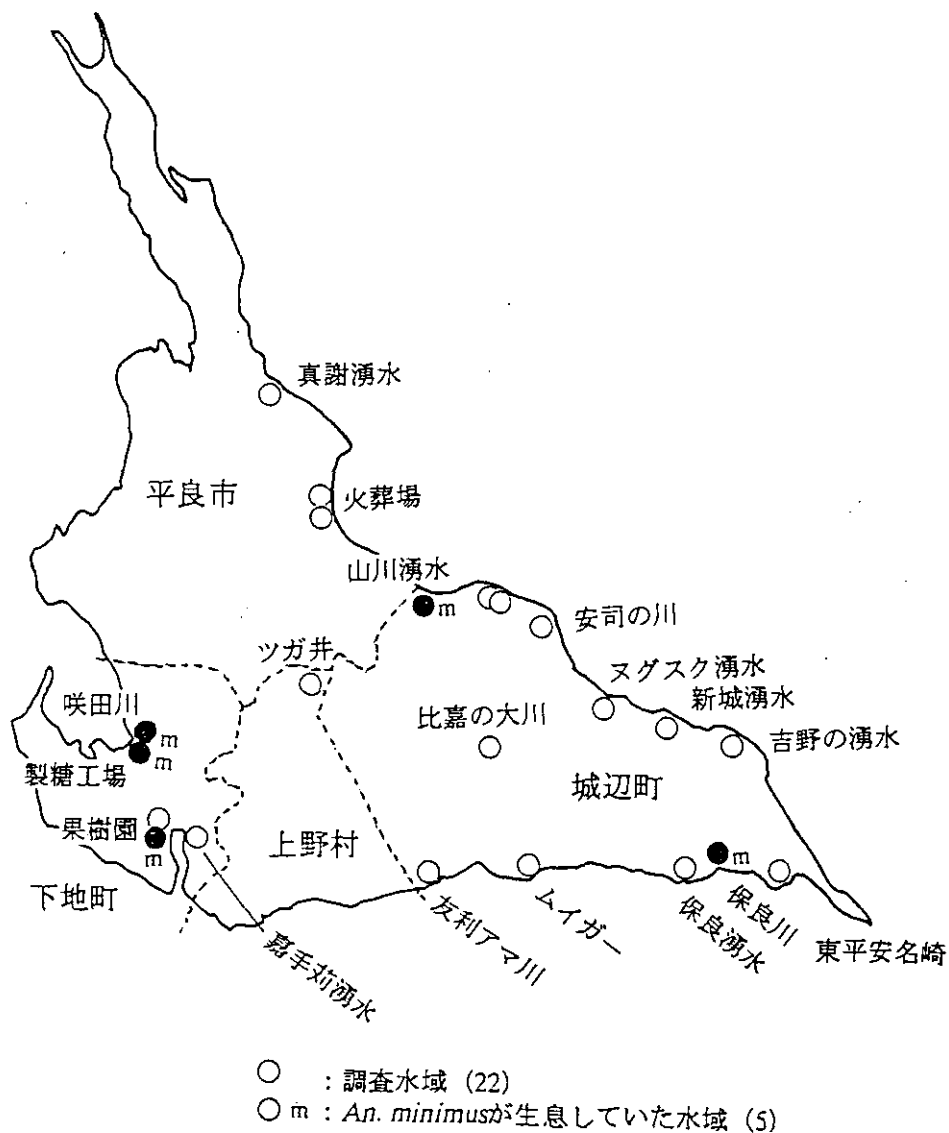 真謝湧水
平良市
火葬場
山川湧水
m
安司の川
ツガ井
ヌグスク湧水
新城湧水
咲田川
m
比嘉の大川
吉野の湧水
m
製糖工場
城辺町
果樹園
上野村
m
m
下地町
友利アマ川
ムイガー
保良湧水
保良川
東平安名崎
嘉手苅湧水
○ : 調査水域 (22)
○ m : An. minimusが生息していた水域 (5)